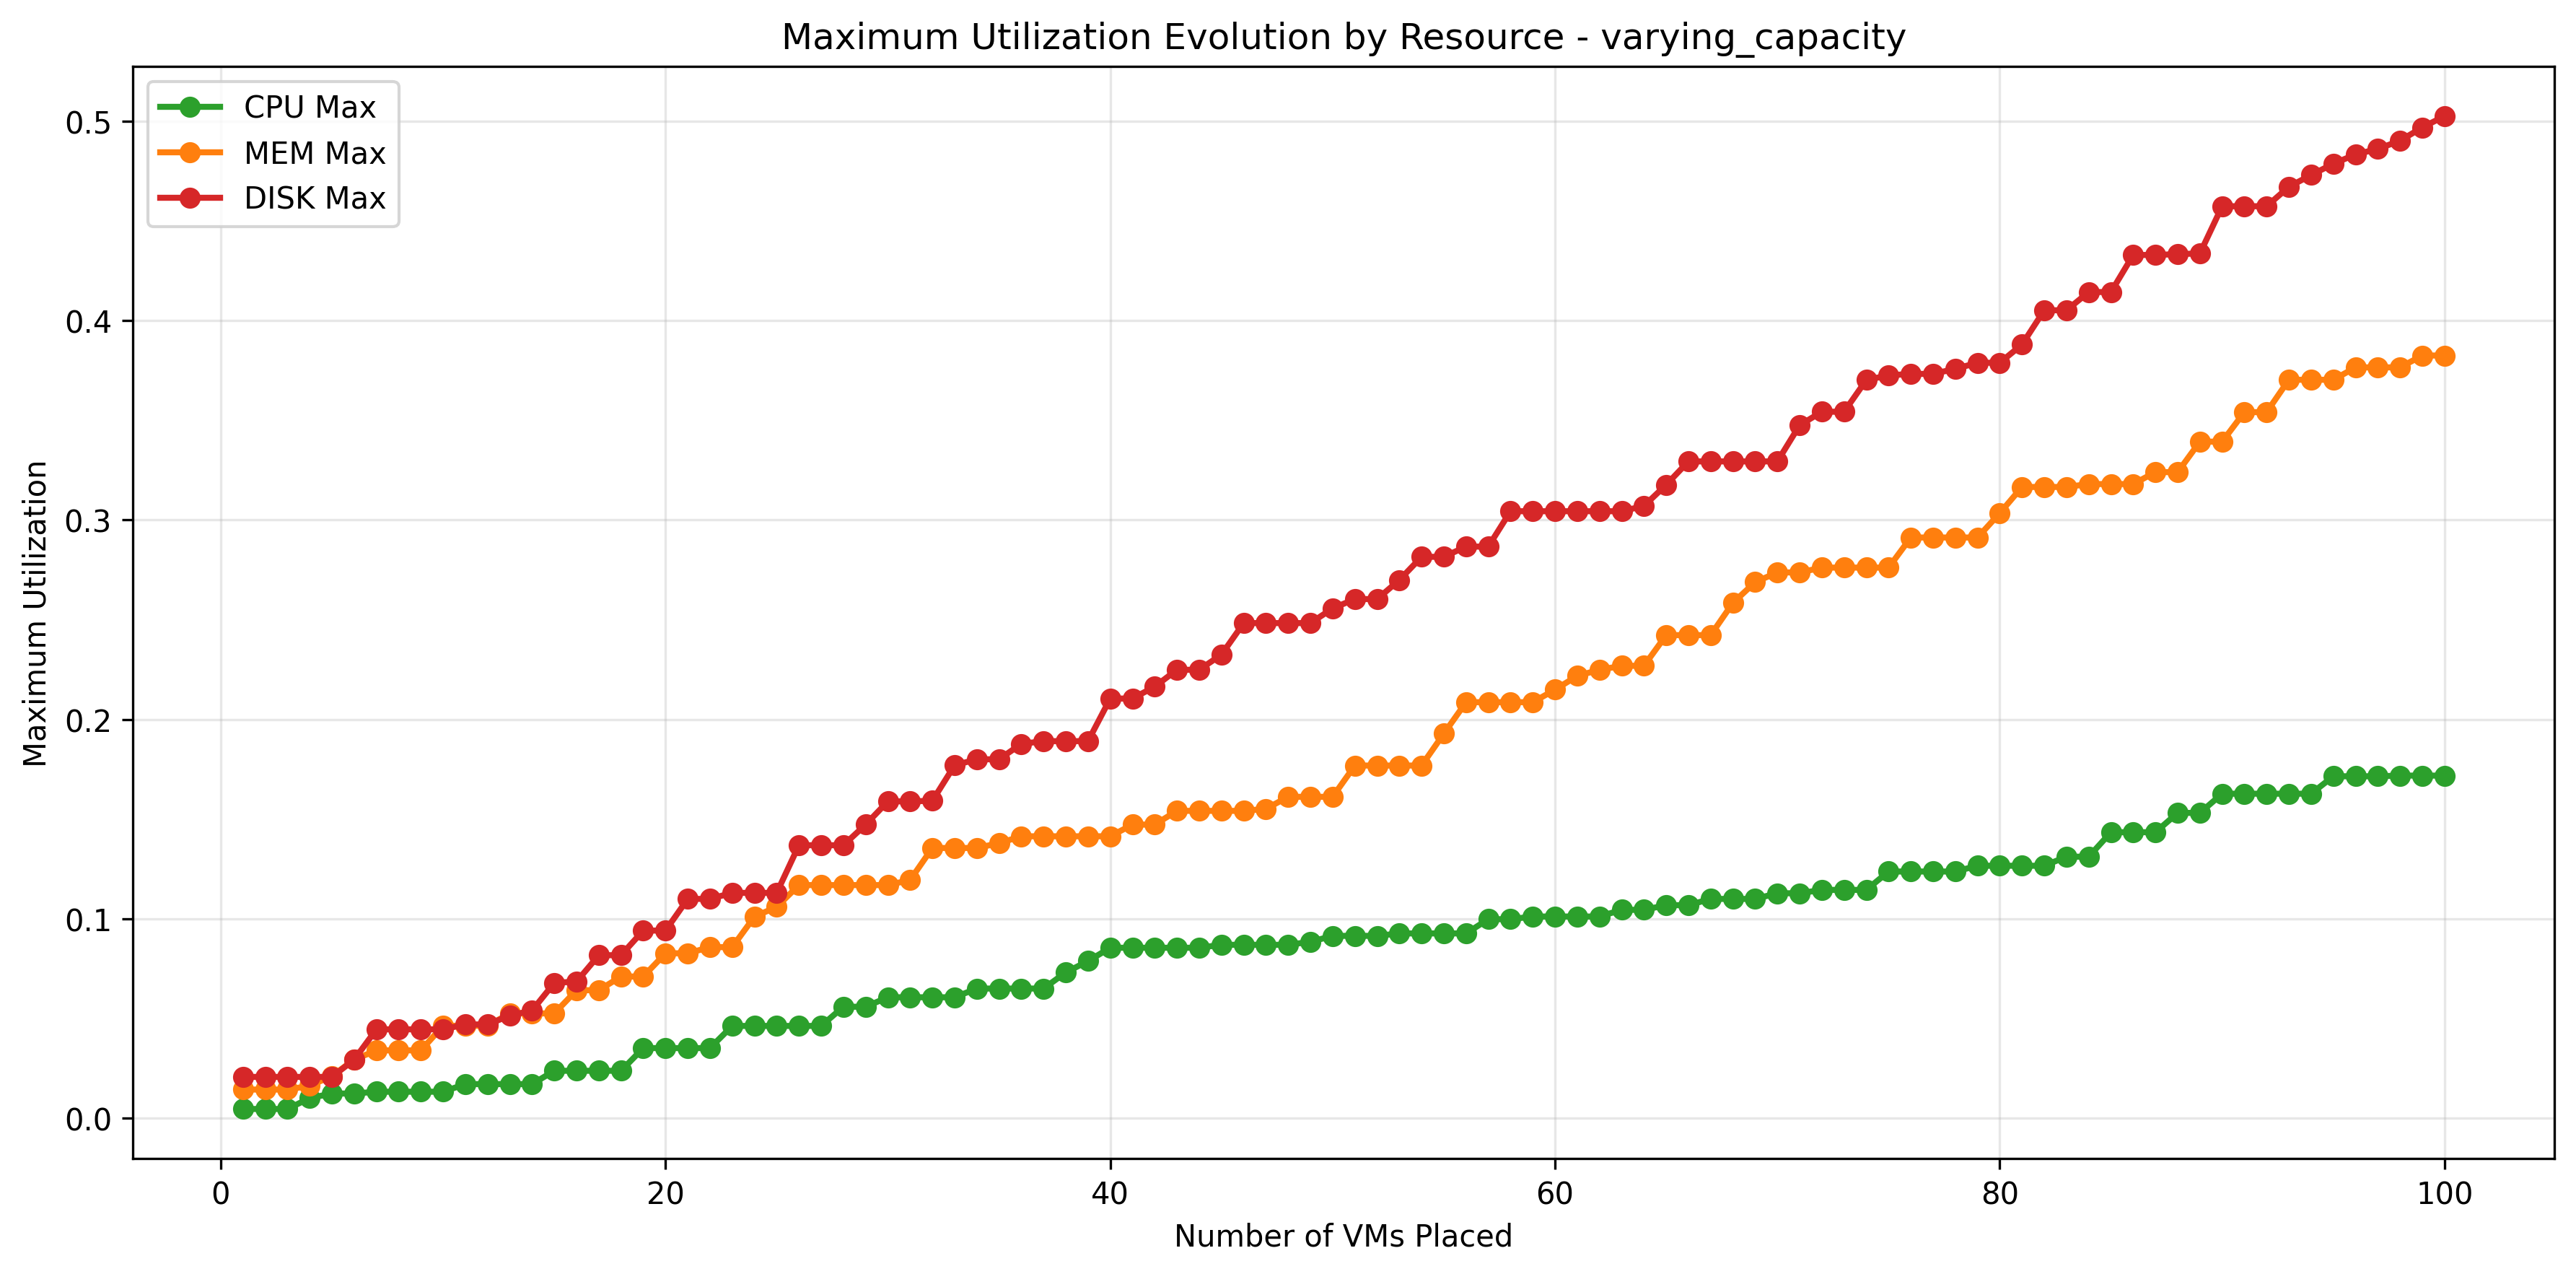 Maximum Utilization Evolution by Resource - varying_capacity
CPU Max
MEM Max
DISK Max
Maximum Utilization
0.5
0.4
0.3
0.2
0.1
0.0
0 20 40 60 80 100
Number of VMs Placed